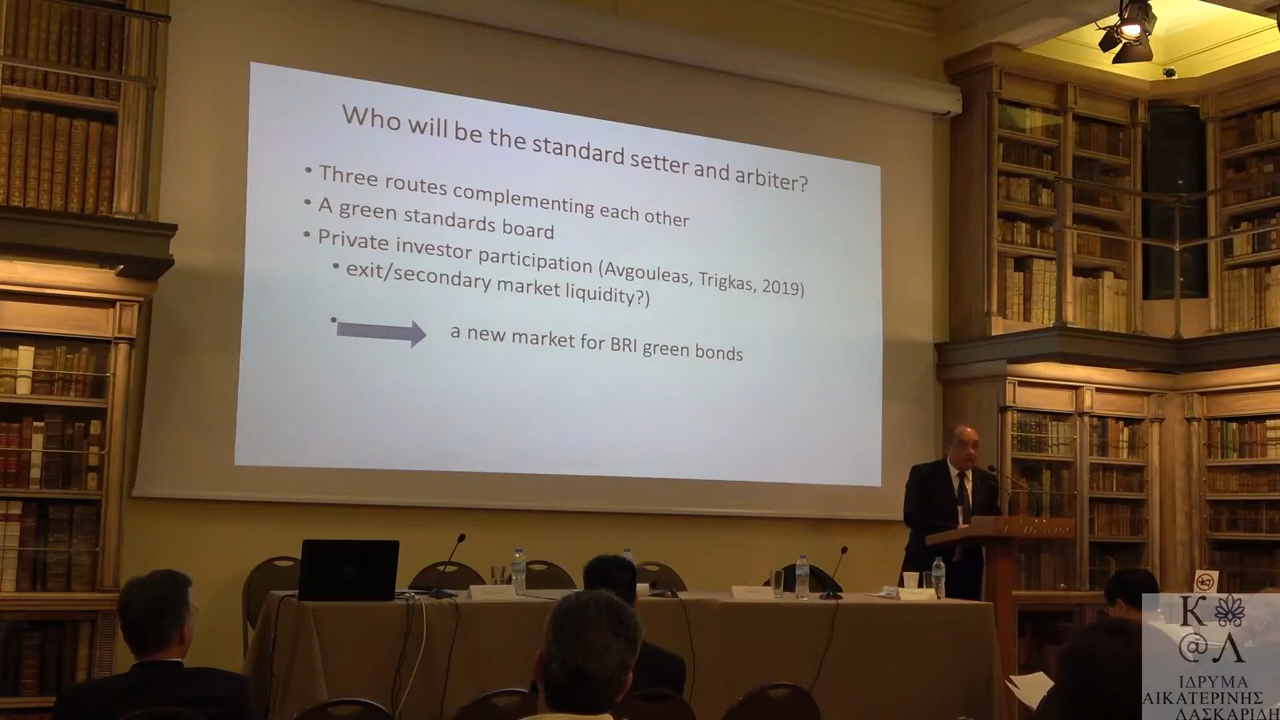 Who will be the standard setter and arbiter?
• Three routes complementing each other
• A green standards board
• Private investor participation (Avgouleas, Trigkas, 2019)
• exit/secondary market liquidity?)
• a new market for BRI green bonds
Κ
@ Λ
ΙΔΡΥΜΑ
ΑΙΚΑΤΕΡΙΝΗΣ
ΛΑΣΚΑΡΙΔΗ